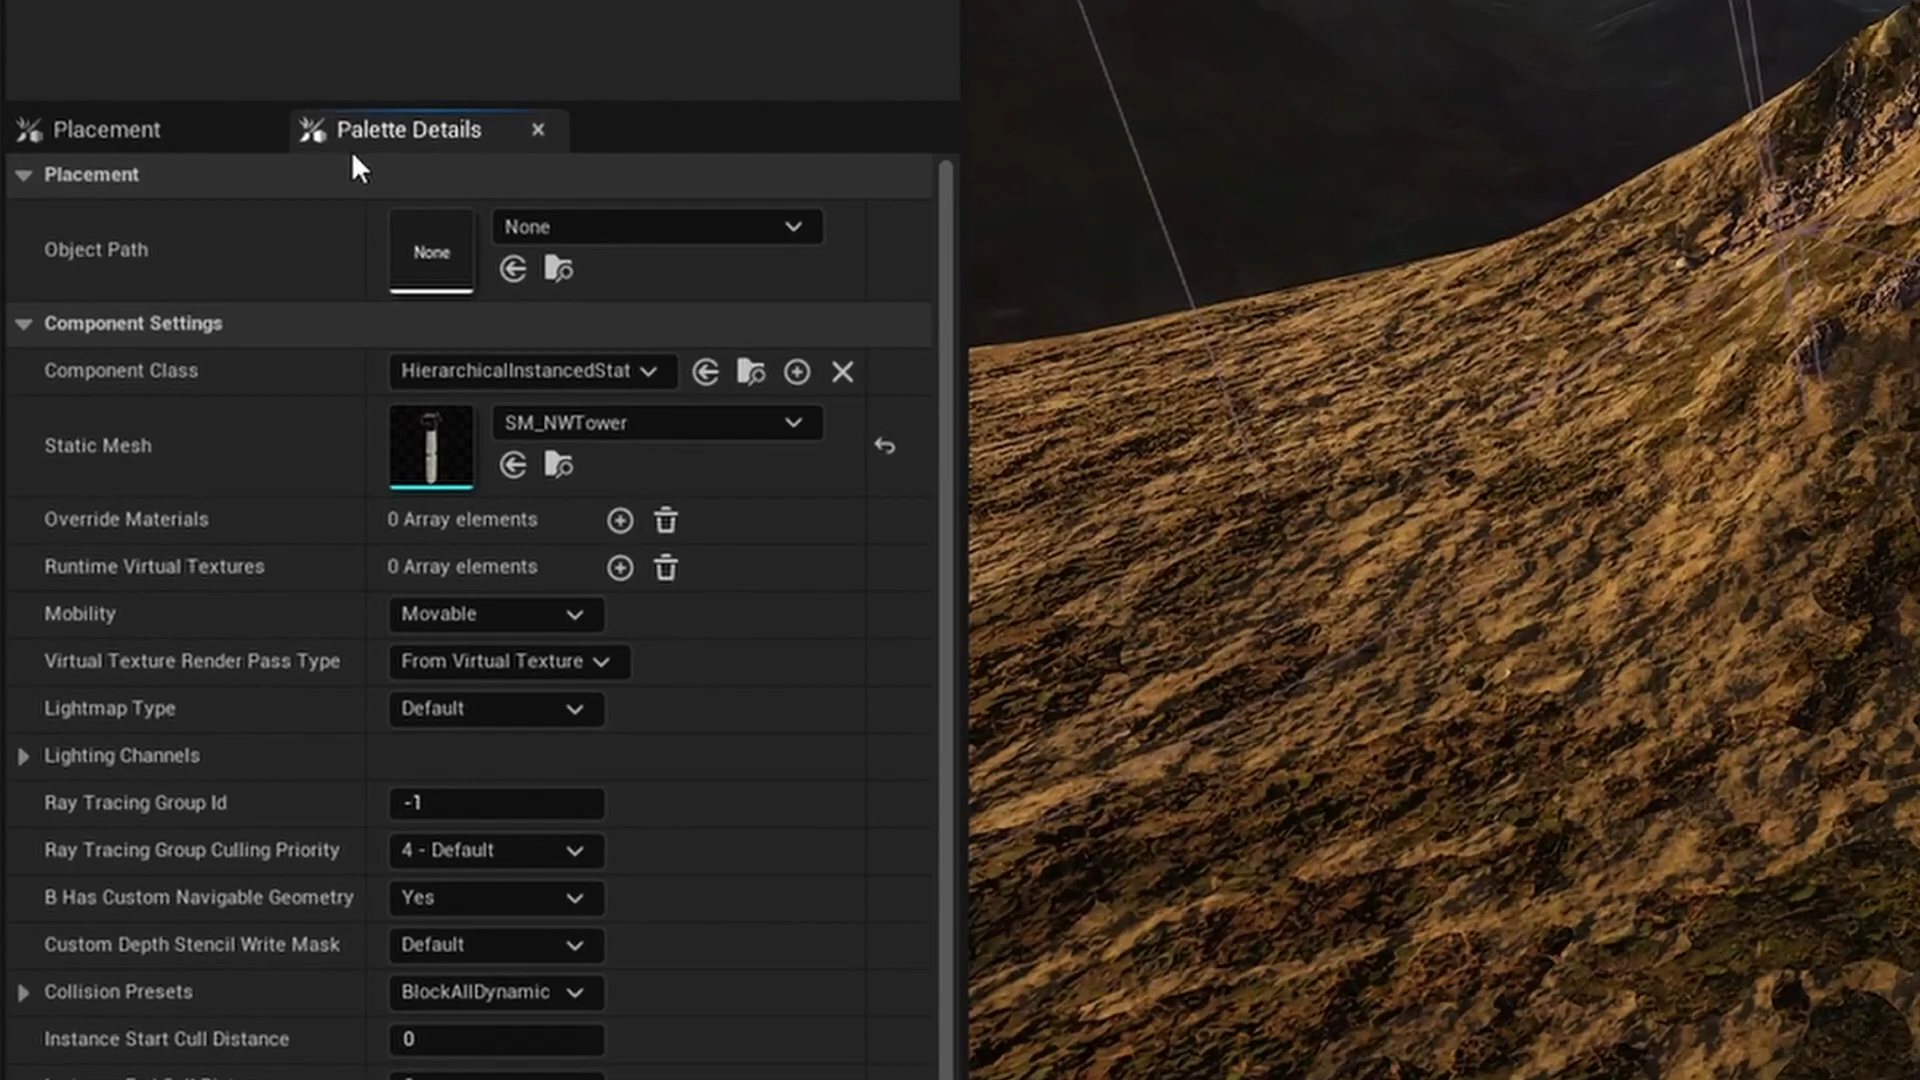 Placement
Palette Details
Placement
Object Path
None
None
Component Settings
Component Class
HierarchicalInstancedStat
Static Mesh
SM_NWTower
Override Materials
0 Array elements
Runtime Virtual Textures
0 Array elements
Mobility
Movable
Virtual Texture Render Pass Type
From Virtual Texture
Lightmap Type
Default
Lighting Channels
Ray Tracing Group Id
-1
Ray Tracing Group Culling Priority
4 - Default
B Has Custom Navigable Geometry
Yes
Custom Depth Stencil Write Mask
Default
Collision Presets
BlockAllDynamic
Instance Start Cull Distance
0